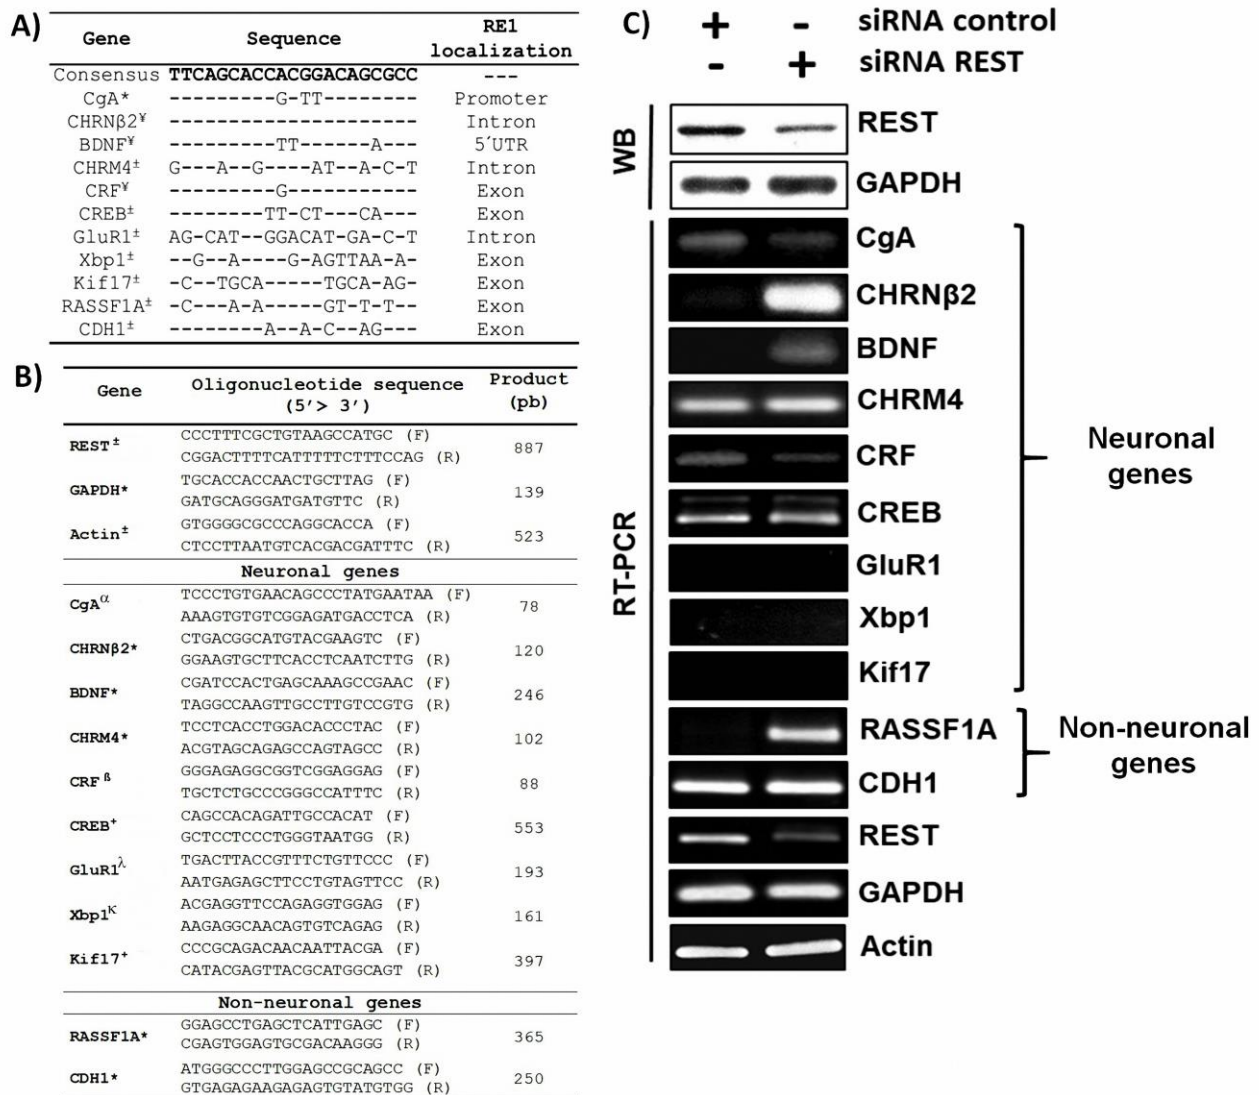 A)
Gene Sequence RE1 localization
Consensus TTCAGCACCACGGACAGCGCC ---
CgA* ---------G-TT-------- Promoter
CHRNβ2¥ --------------------- Intron
BDNF¥ ---------TT------A--- 5´UTR
CHRM4± G---A--G----AT--A-C-T Intron
CRF¥ ---------G----------- Exon
CREB± --------TT-CT---CA--- Exon
GluR1± AG-CAT--GGACAT-GA-C-T Intron
Xbp1± --G--A----G-AGTTAA-A- Exon
Kif17± -C--TGCA-----TGCA-AG- Exon
RASSF1A± -C---A-A-----GT-T-T-- Exon
CDH1± --------A--A-C--AG--- Exon
B)
Gene Oligonucleotide sequence (5'> 3') Product (pb)
REST± CCCTTTCGCTGTAAGCCATGC (F)
CGGACTTTTCATTTTTCTTTCCAG (R) 887
GAPDH* TGCACCACCAACTGCTTAG (F)
GATGCAGGGATGATGTTC (R) 139
Actin± GTGGGGCGCCCAGGCACCA (F)
CTCCTTAATGTCACGACGATTTC (R) 523
Neuronal genes
CgAα TCCCTGTGAACAGCCCTATGAATAA (F)
AAAGTGTGTCGGAGATGACCTCA (R) 78
CHRNβ2* CTGACGGCATGTACGAAGTC (F)
GGAAGTGCTTCACCTCAATCTTG (R) 120
BDNF* CGATCCACTGAGCAAAGCCGAAC (F)
TAGGCCAAGTTGCCTTGTCCGTG (R) 246
CHRM4* TCCTCACCTGGACACCCTAC (F)
ACGTAGCAGAGCCAGTAGCC (R) 102
CRFß GGGAGAGGCGGTCGGAGGAG (F)
TGCTCTGCCCGGGCCATTTC (R) 88
CREB+ CAGCCACAGATTGCCACAT (F)
GCTCCTCCCTGGGTAATGG (R) 553
GluR1λ TGACTTACCGTTTCTGTTCCC (F)
AATGAGAGCTTCCTGTAGTTCC (R) 193
Xbp1κ ACGAGGTTCCAGAGGTGGAG (F)
AAGAGGCAACAGTGTCAGAG (R) 161
Kif17+ CCCGCAGACAACAATTACGA (F)
CATACGAGTTACGCATGGCAGT (R) 397
Non-neuronal genes
RASSF1A* GGAGCCTGAGCTCATTGAGC (F)
CGAGTGGAGTGCGACAAGGG (R) 365
CDH1* ATGGGCCCTTGGAGCCGCAGCC (F)
GTGAGAGAAGAGAGTGTATGTGG (R) 250
C)
+ - siRNA control
- + siRNA REST
WB
REST
GAPDH
RT-PCR
CgA
CHRNβ2
BDNF
CHRM4
CRF
CREB
GluR1
Xbp1
Kif17
Neuronal genes
RASSF1A
CDH1
Non-neuronal genes
REST
GAPDH
Actin